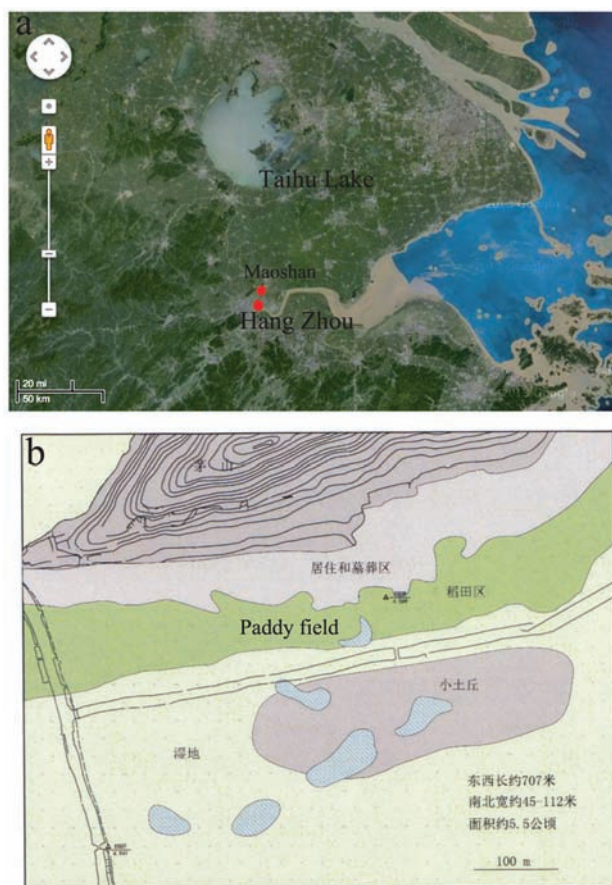 a
Taihu Lake
Maoshan
Hang Zhou
20 mi
50 km
b
茅山
居住和墓葬区
稻田区
Paddy field
小土丘
湿地
东西长约707米
南北宽约45-112米
面积约5.5公顷
100 m